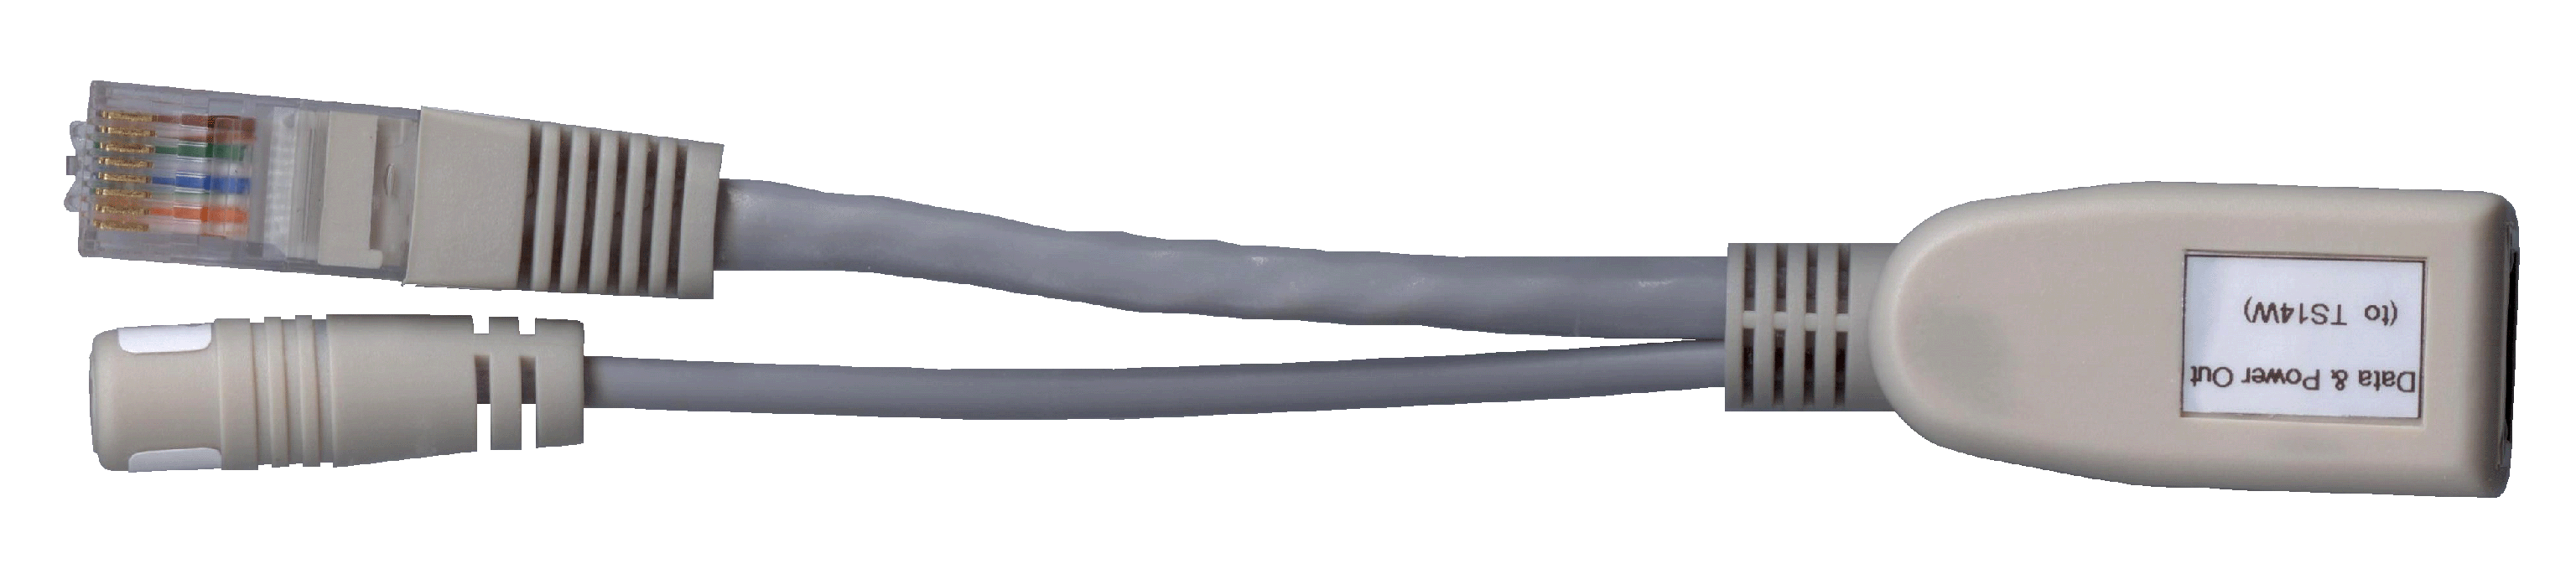 Data & Power Out
(to TS14W)